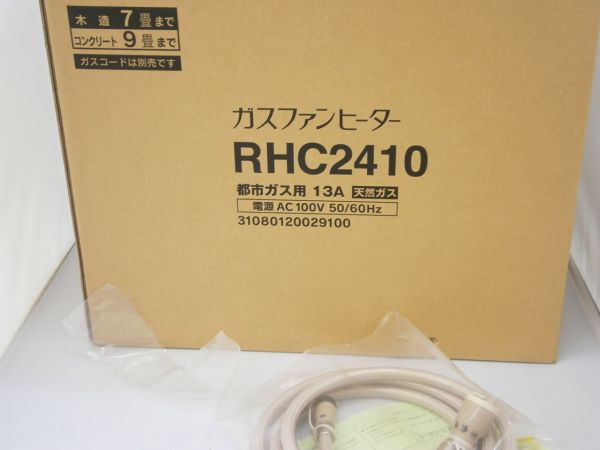 木造 7畳まで
コンクリート 9畳まで
ガスコードは別売です
ガスファンヒーター
RHC2410
都市ガス用 13A 天然ガス
電源 AC100V 50/60Hz
31080120029100